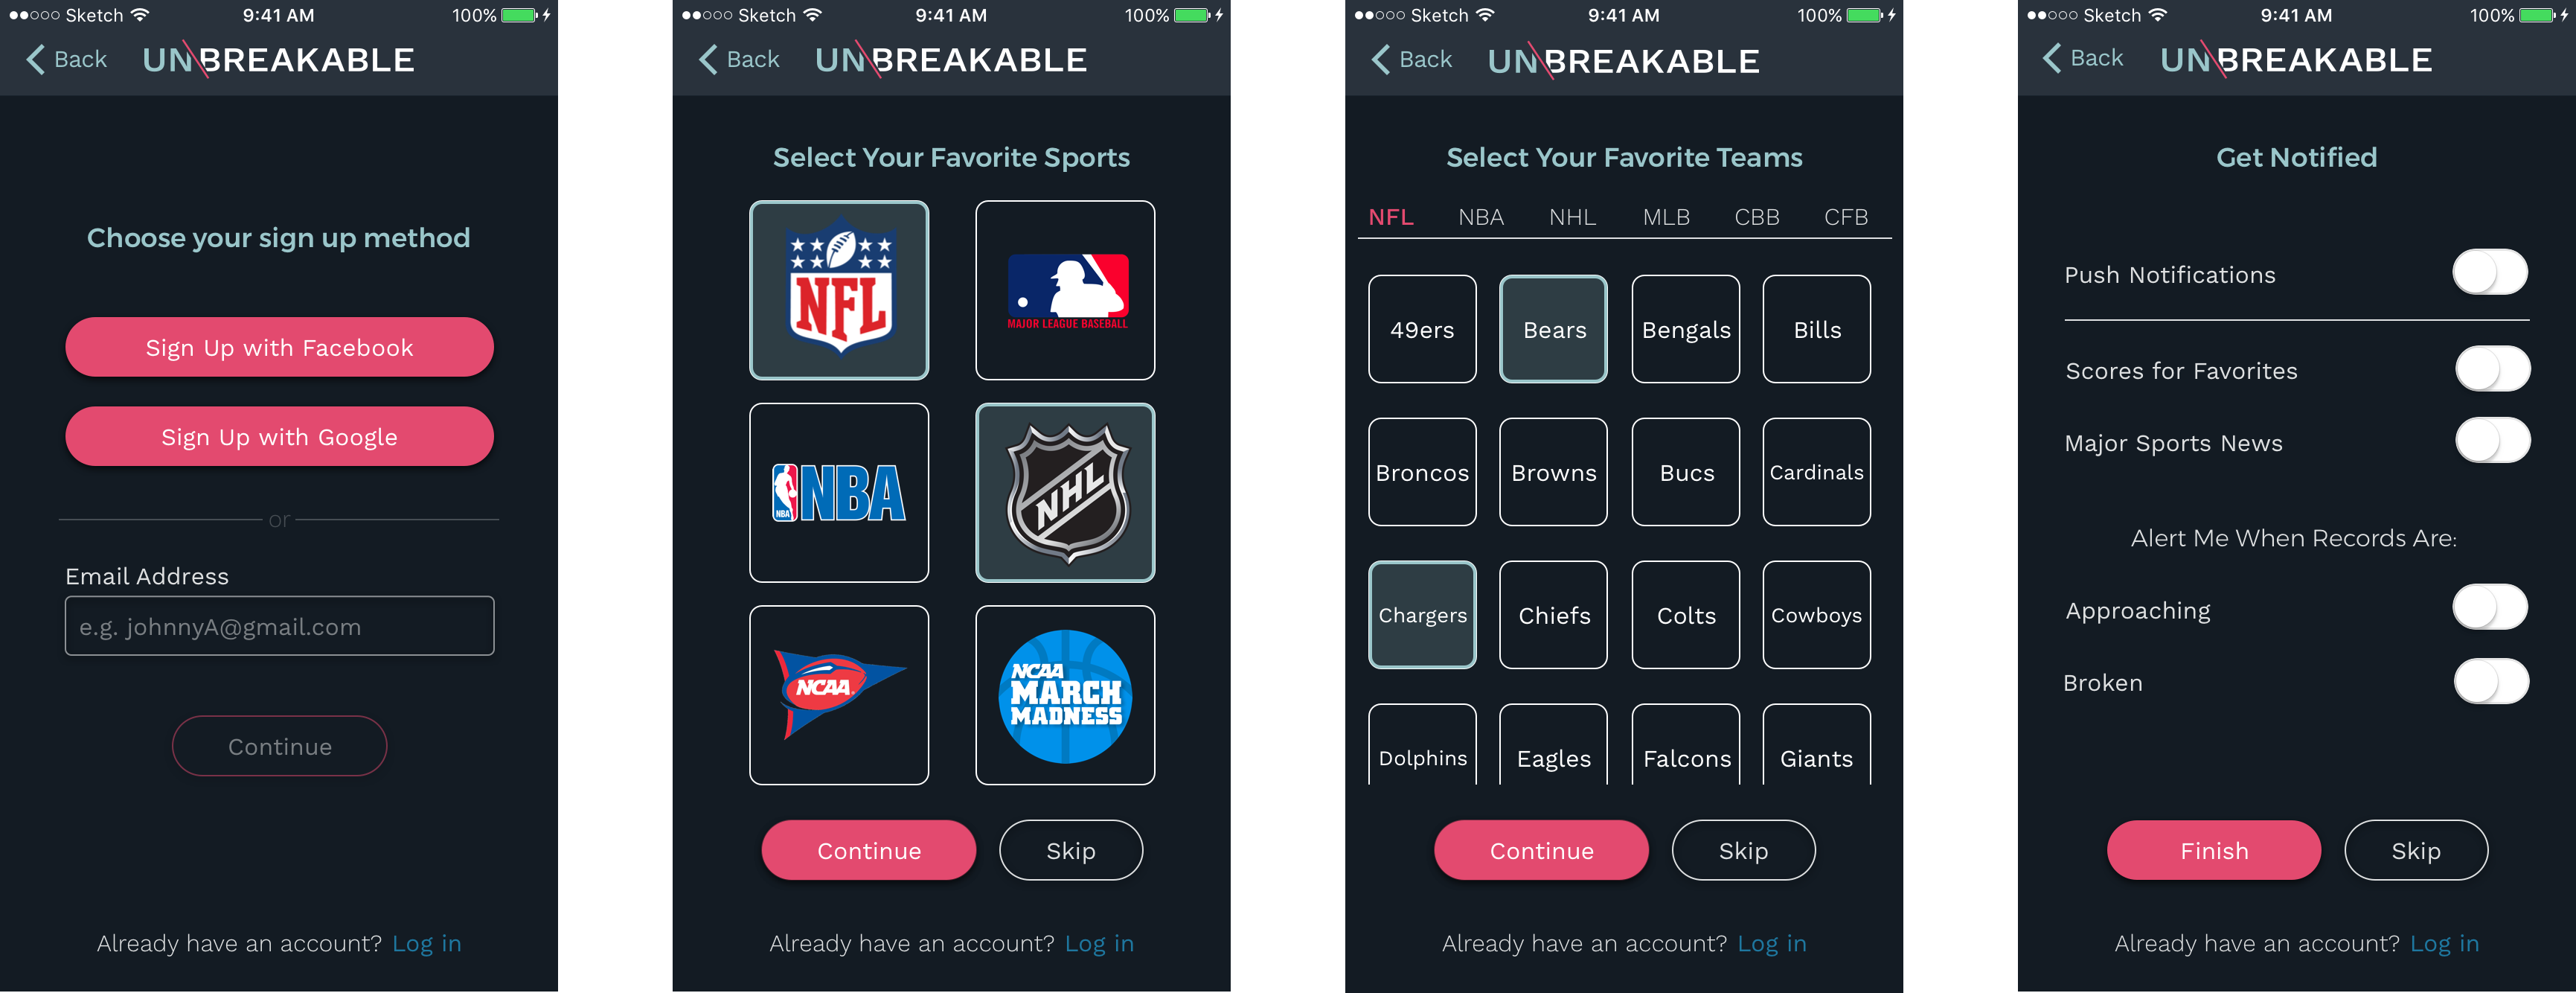 Sketch 9:41 AM 100%
Back UNBREAKABLE
Choose your sign up method
Sign Up with Facebook
Sign Up with Google
or
Email Address
e.g. johnnyA@gmail.com
Continue
Already have an account? Log in
Sketch 9:41 AM 100%
Back UNBREAKABLE
Select Your Favorite Sports
NFL
MAJOR LEAGUE BASEBALL
NBA NBA
NHL
NCAA
NCAA
MARCH
MADNESS
Continue Skip
Already have an account? Log in
Sketch 9:41 AM 100%
Back UNBREAKABLE
Select Your Favorite Teams
NFL NBA NHL MLB CBB CFB
49ers Bears Bengals Bills
Broncos Browns Bucs Cardinals
Chargers Chiefs Colts Cowboys
Dolphins Eagles Falcons Giants
Continue Skip
Already have an account? Log in
Sketch 9:41 AM 100%
Back UNBREAKABLE
Get Notified
Push Notifications
Scores for Favorites
Major Sports News
Alert Me When Records Are:
Approaching
Broken
Finish Skip
Already have an account? Log in